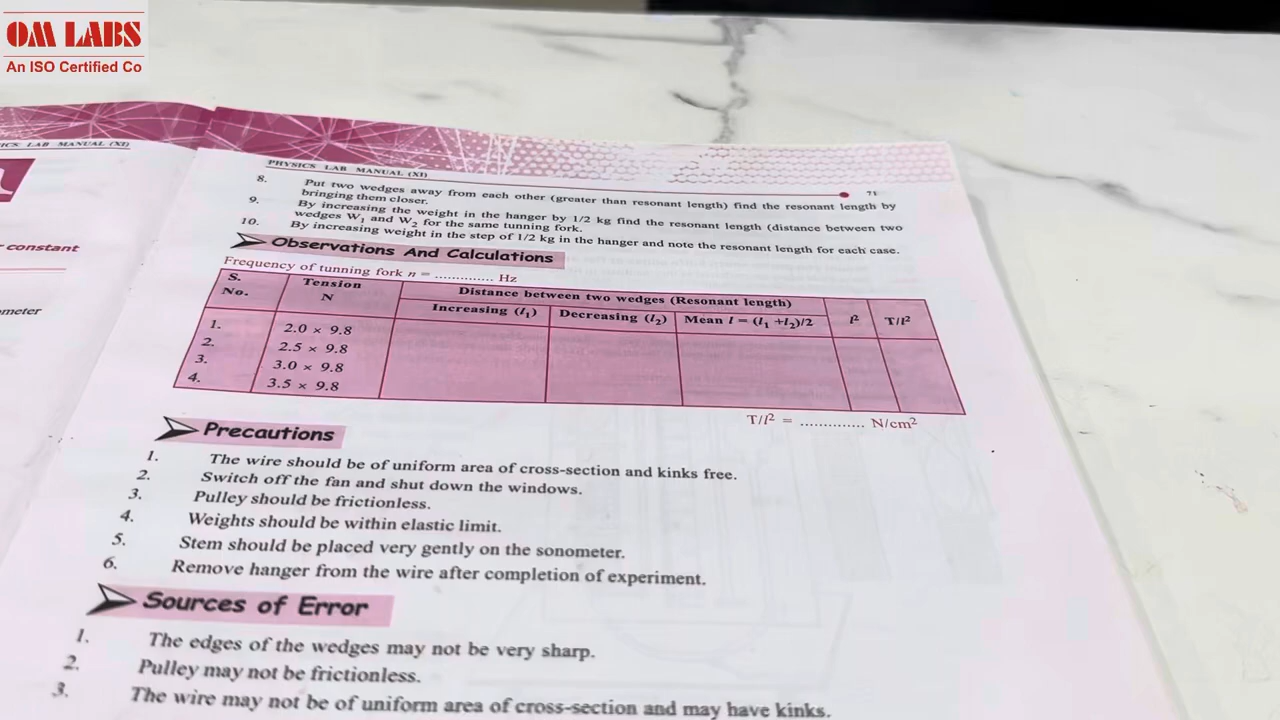 OM LABS
An ISO Certified Co
ICS LAB MANUAL (XI)
constant
ometer
PHYSICS LAB MANUAL (XI)
71
8. Put two wedges away from each other (greater than resonant length) find the resonant length by
bringing them closer.
9. By increasing the weight in the hanger by 1/2 kg find the resonant length (distance between two
wedges W₁ and W₂ for the same tunning fork.
10. By increasing weight in the step of 1/2 kg in the hanger and note the resonant length for each case.
Observations And Calculations
Frequency of tunning fork n = .............. Hz
S. No. Tension N Distance between two wedges (Resonant length) l² T/l²
Increasing (l₁) Decreasing (l₂) Mean l = (l₁ +l₂)/2
1. 2.0 × 9.8
2. 2.5 × 9.8
3. 3.0 × 9.8
4. 3.5 × 9.8
T/l² = .............. N/cm²
Precautions
1. The wire should be of uniform area of cross-section and kinks free.
2. Switch off the fan and shut down the windows.
3. Pulley should be frictionless.
4. Weights should be within elastic limit.
5. Stem should be placed very gently on the sonometer.
6. Remove hanger from the wire after completion of experiment.
Sources of Error
1. The edges of the wedges may not be very sharp.
2. Pulley may not be frictionless.
3. The wire may not be of uniform area of cross-section and may have kinks.